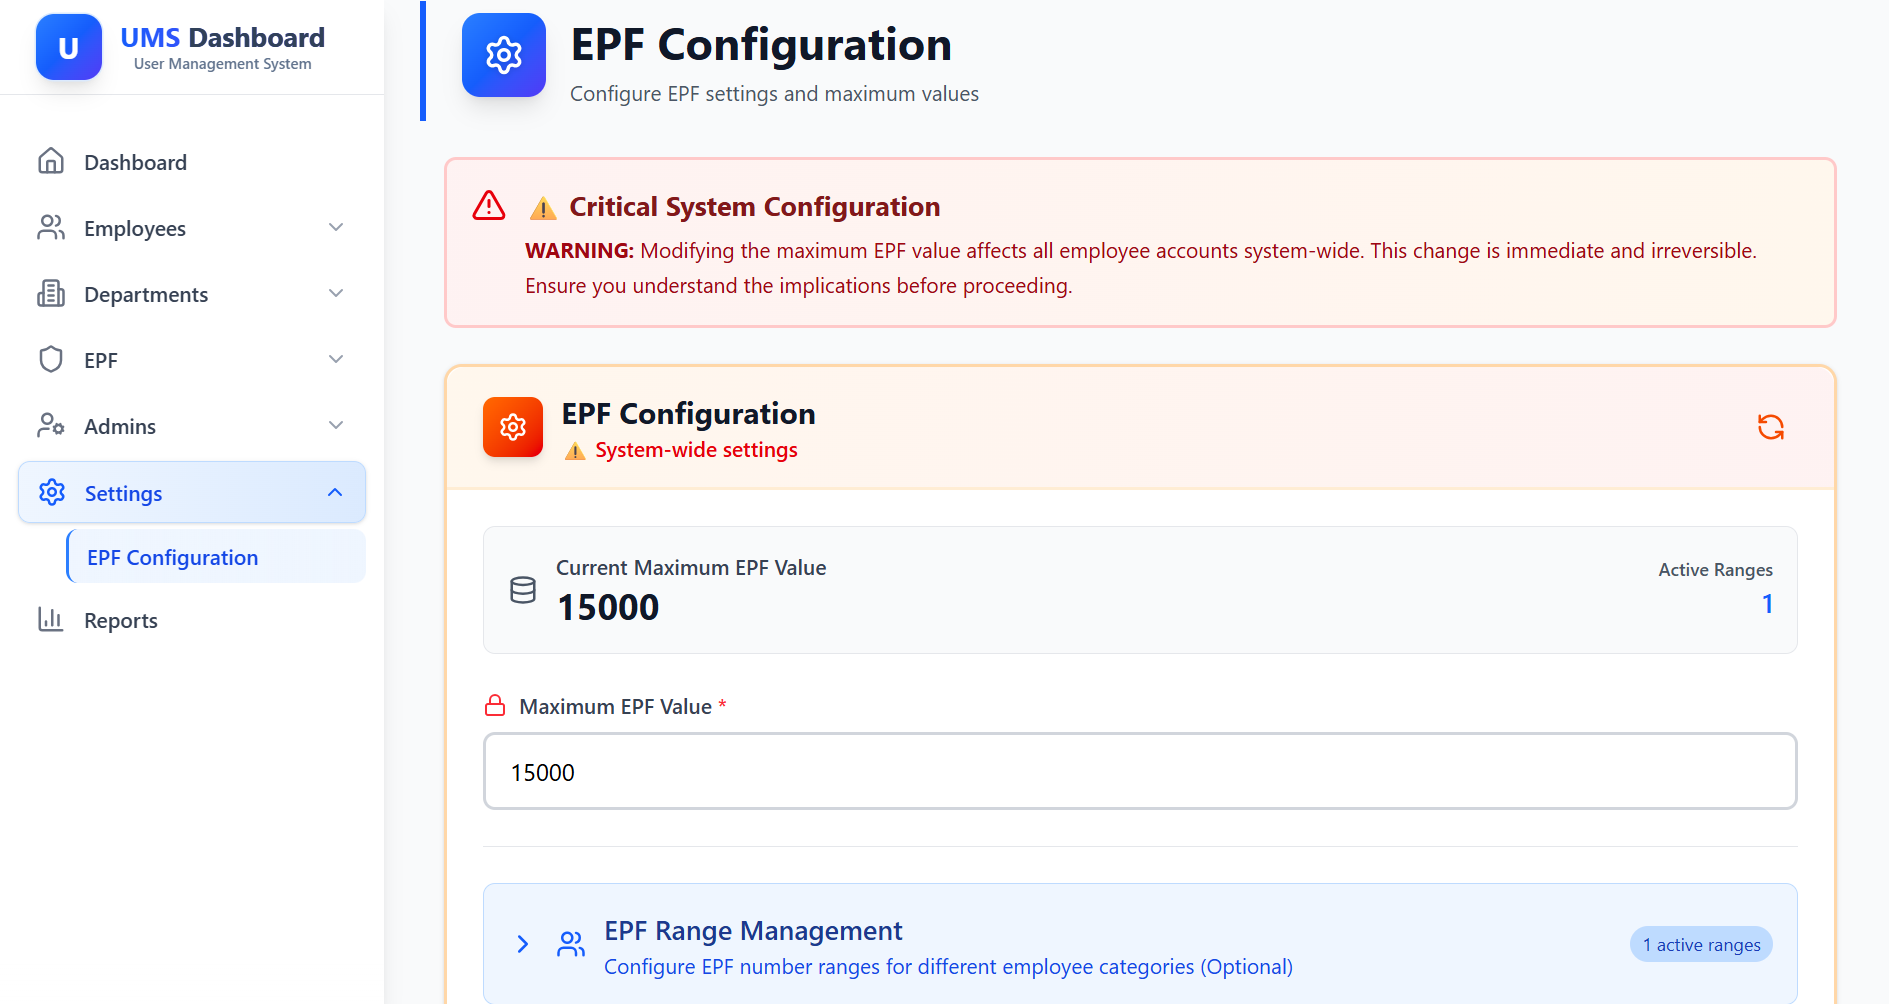 U
UMS Dashboard
User Management System
Dashboard
Employees
Departments
EPF
Admins
Settings
EPF Configuration
Reports
EPF Configuration
Configure EPF settings and maximum values
⚠️ Critical System Configuration
WARNING: Modifying the maximum EPF value affects all employee accounts system-wide. This change is immediate and irreversible.
Ensure you understand the implications before proceeding.
EPF Configuration
⚠️ System-wide settings
Current Maximum EPF Value
15000
Active Ranges
1
Maximum EPF Value *
15000
EPF Range Management
Configure EPF number ranges for different employee categories (Optional)
1 active ranges